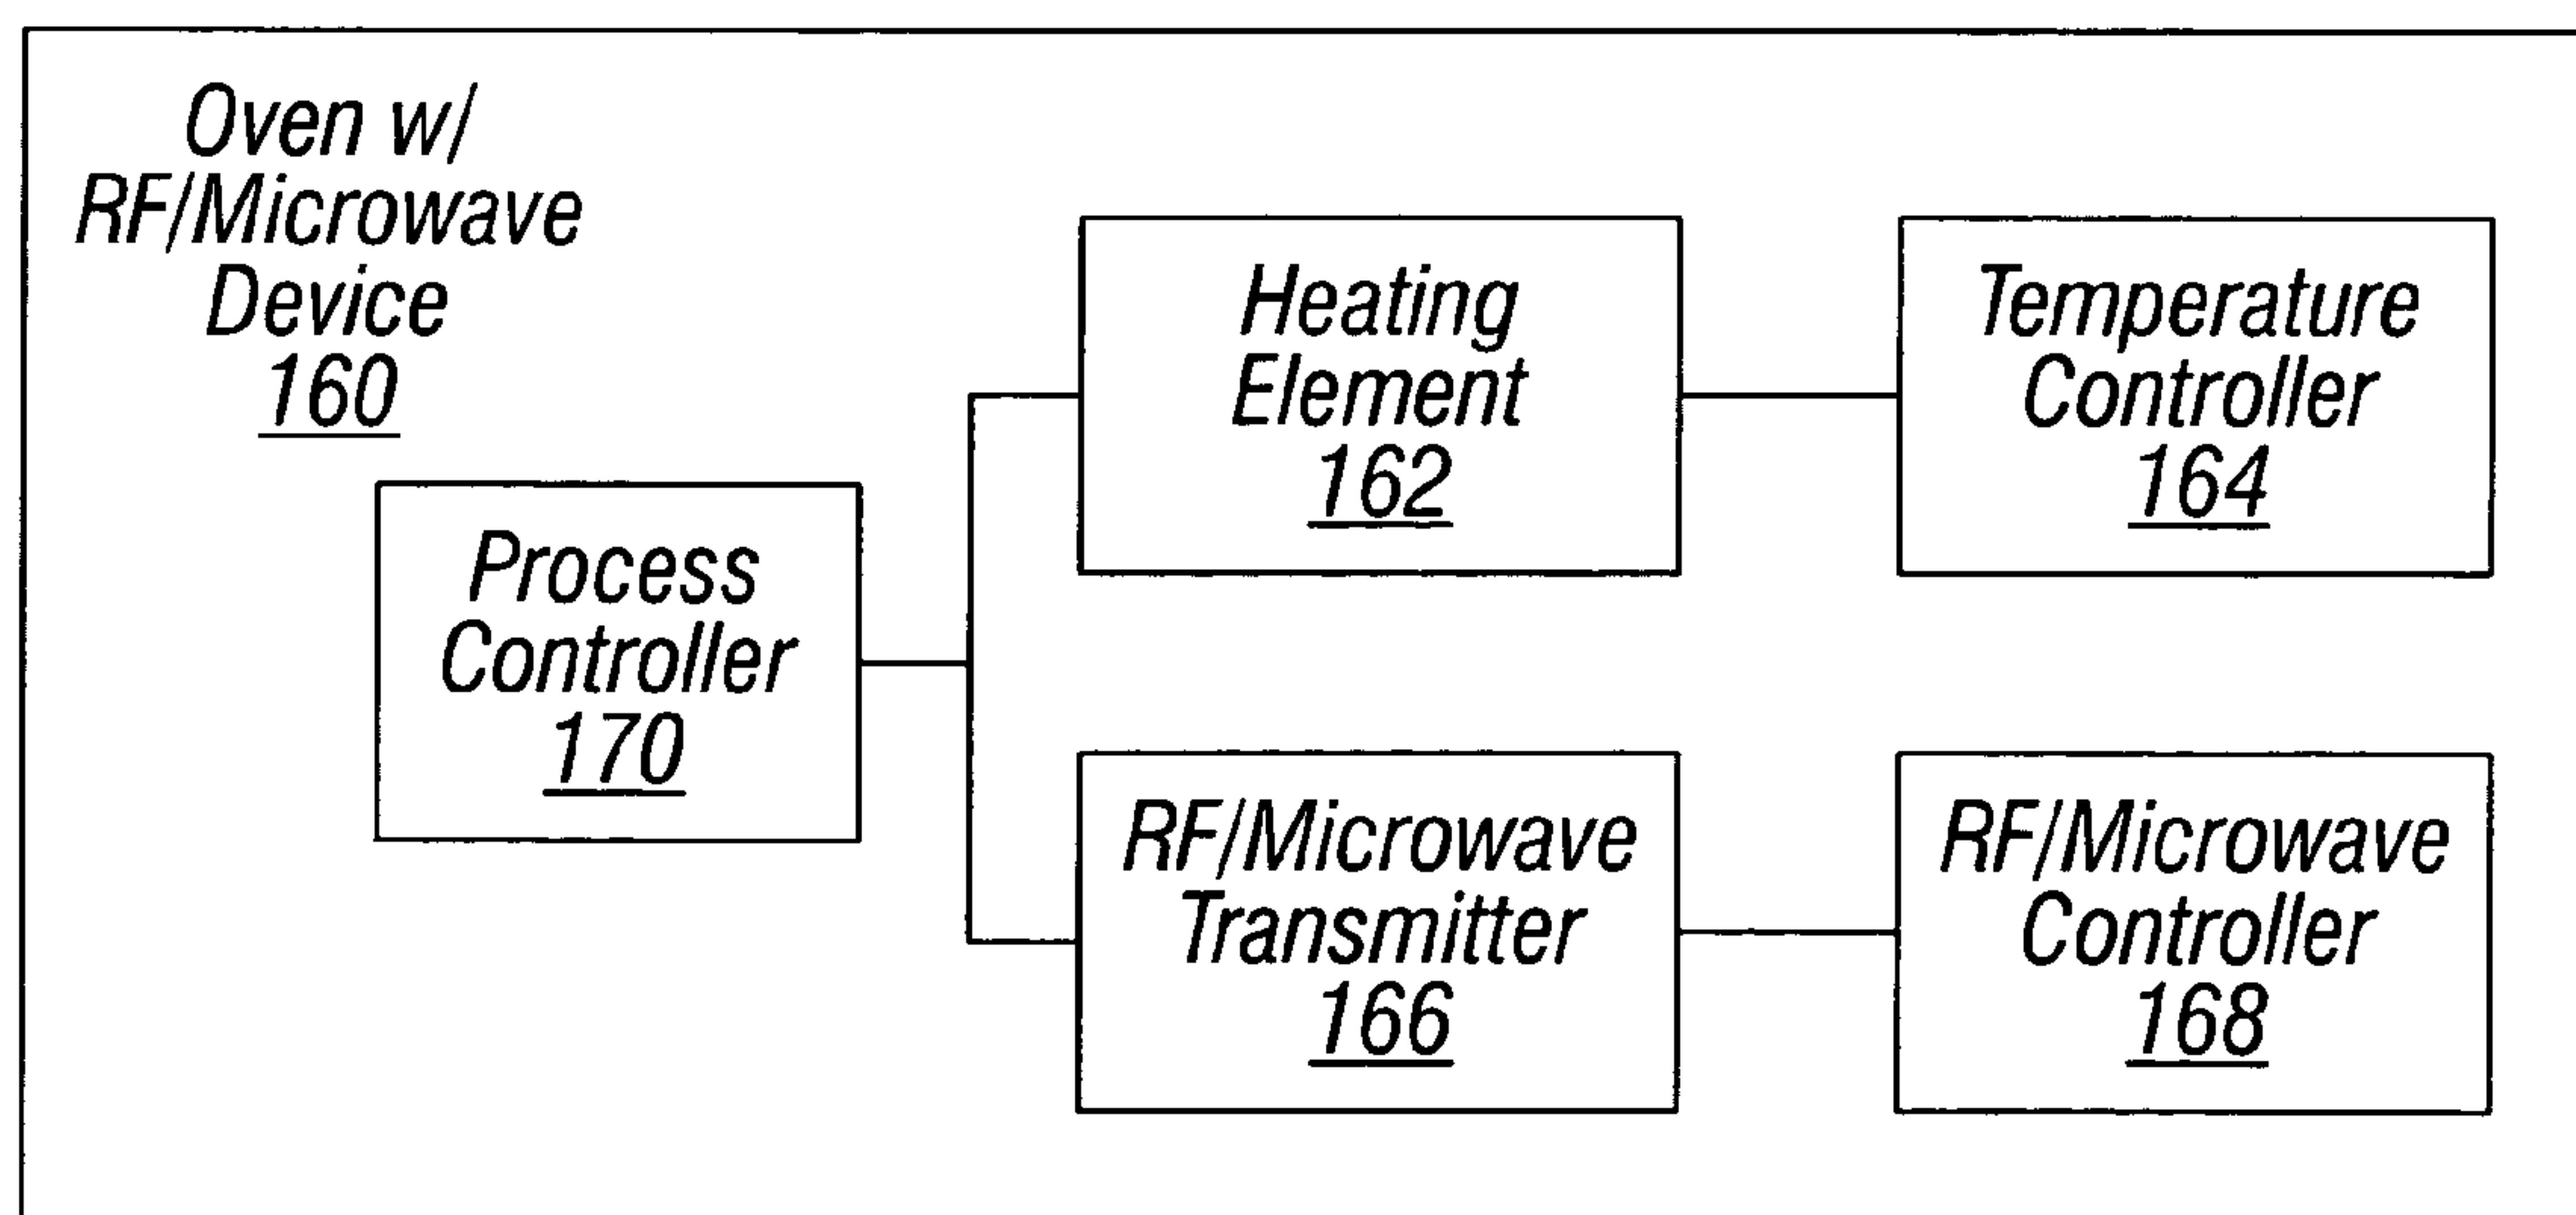 Oven w/
RF/Microwave
Device
160
Heating
Element
162
Temperature
Controller
164
Process
Controller
170
RF/Microwave
Transmitter
166
RF/Microwave
Controller
168